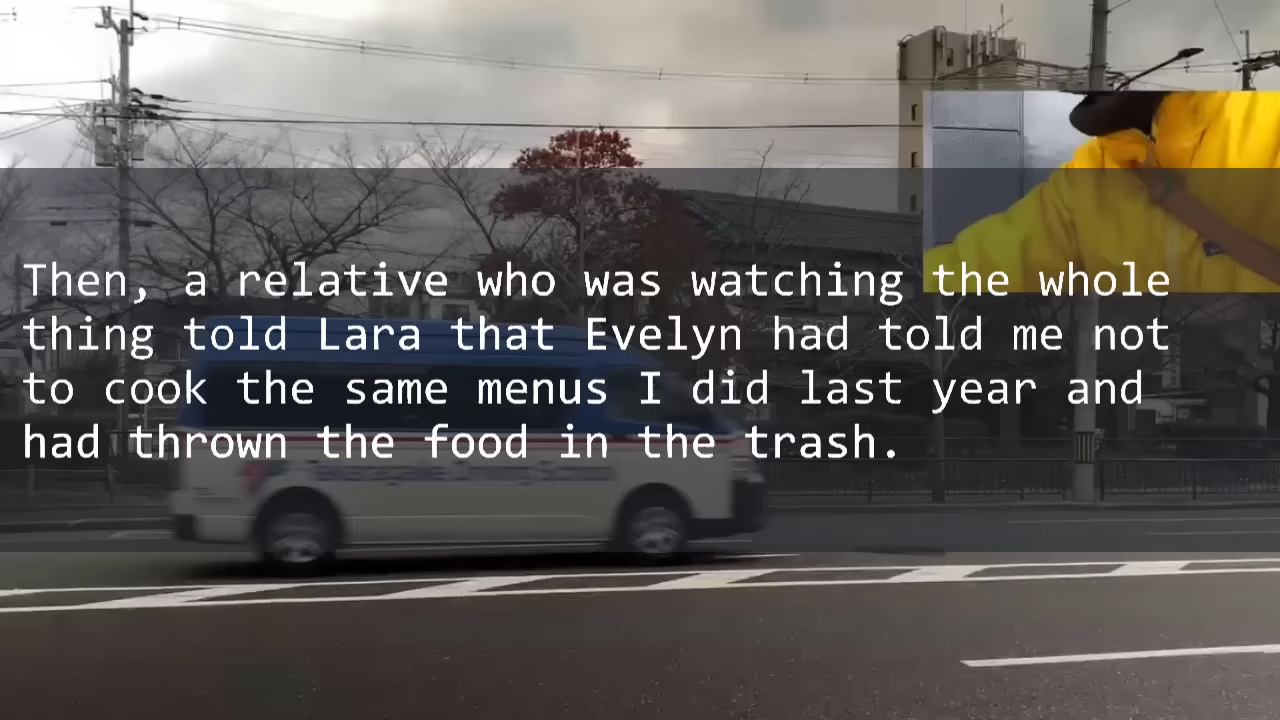 Then, a relative who was watching the whole
thing told Lara that Evelyn had told me not
to cook the same menus I did last year and
had thrown the food in the trash.